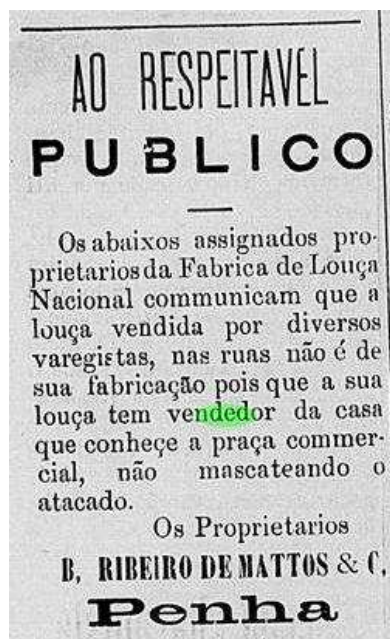 AO RESPEITAVEL
PUBLICO
Os abaixos assignados pro-
prietarios da Fabrica de Louça
Nacional communicam que a
louça vendida por diversos
varegistas, nas ruas não é de
sua fabricação pois que a sua
louça tem vendedor da casa
que conheçe a praça commer-
cial, não mascateando o
atacado.
Os Proprietarios
B, RIBEIRO DE MATTOS & C,
Penha